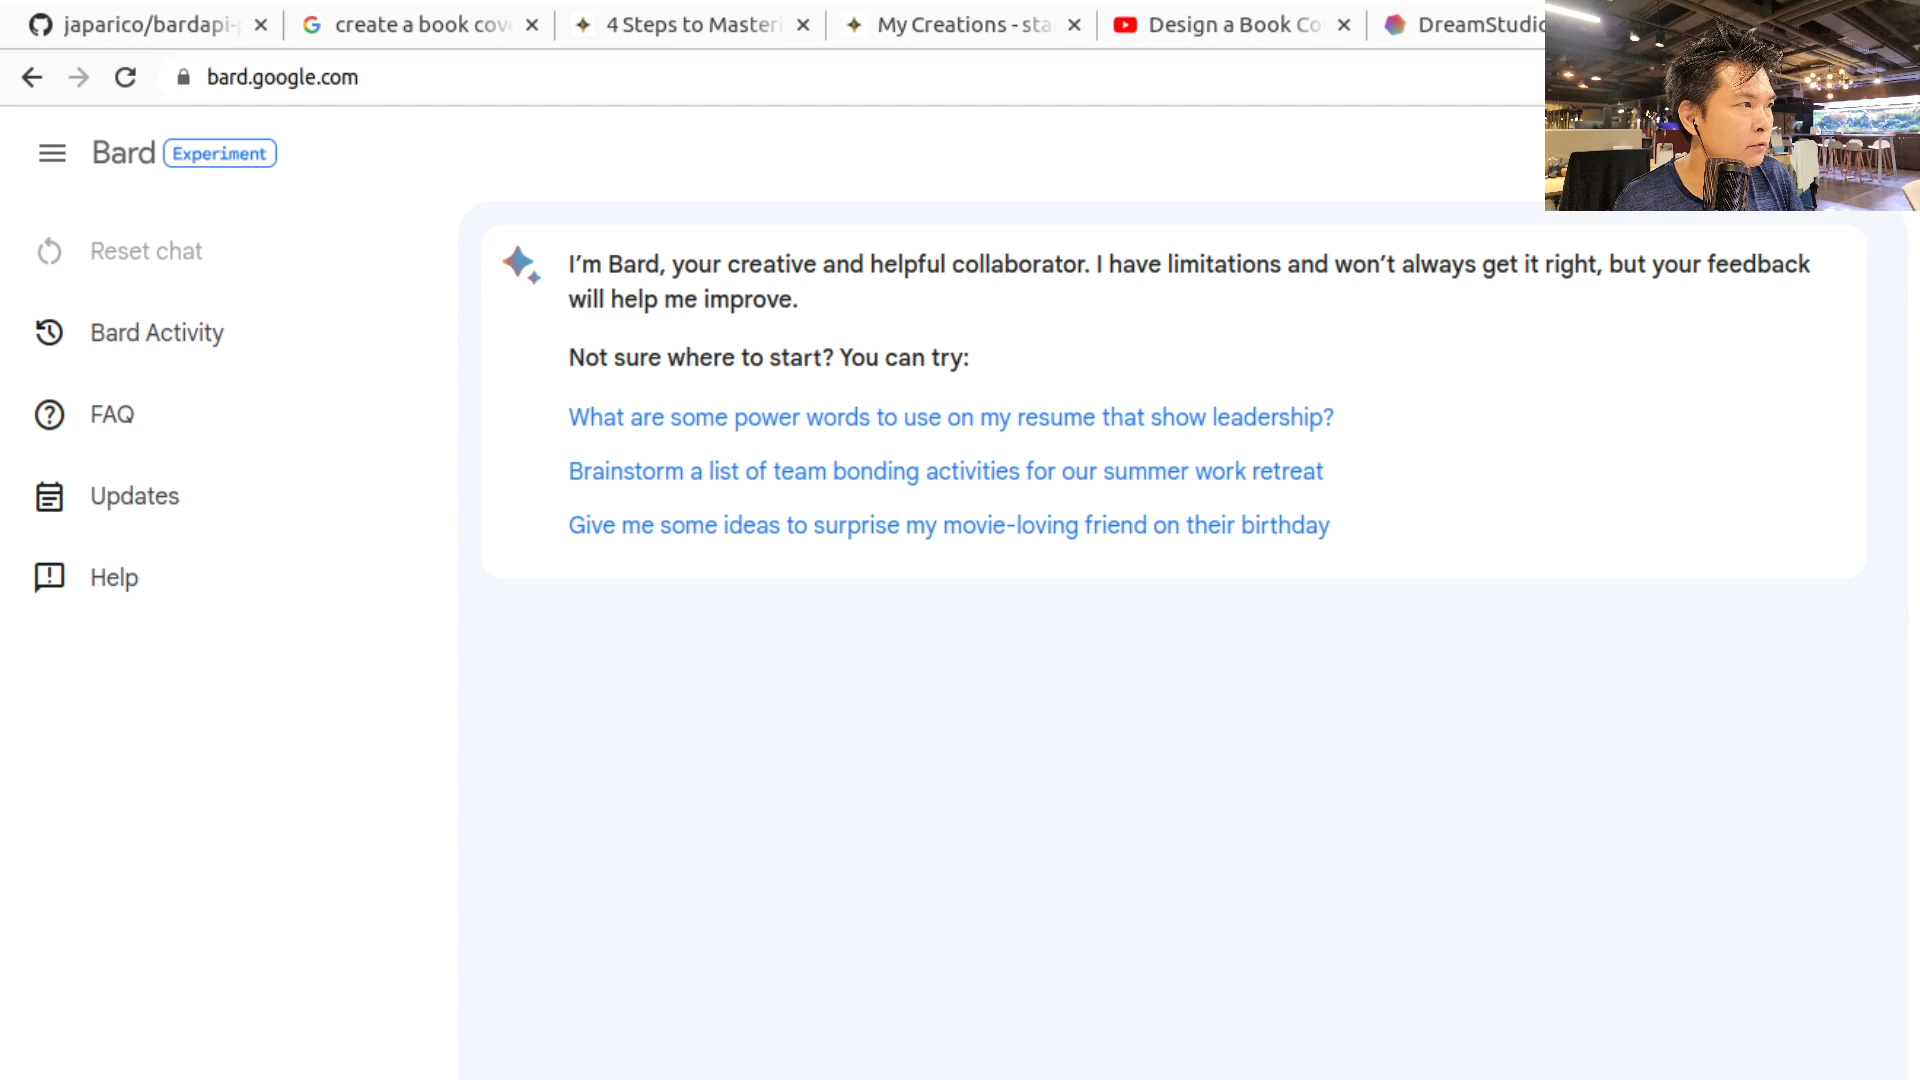 japarico/bardapi-
create a book cov
4 Steps to Masteri
My Creations - sta
Design a Book Co
DreamStudio
bard.google.com
Bard Experiment
Reset chat
Bard Activity
FAQ
Updates
Help
I’m Bard, your creative and helpful collaborator. I have limitations and won’t always get it right, but your feedback
will help me improve.
Not sure where to start? You can try:
What are some power words to use on my resume that show leadership?
Brainstorm a list of team bonding activities for our summer work retreat
Give me some ideas to surprise my movie-loving friend on their birthday